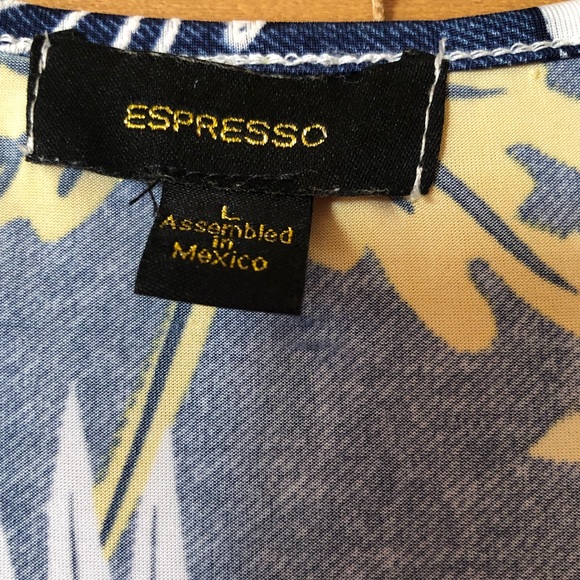 ESPRESSO
L
Assembled
in
Mexico